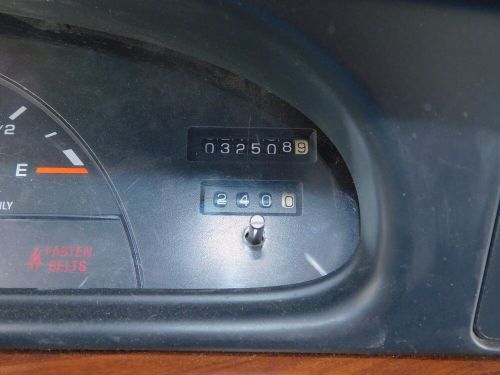 1/2
0325089
E
2400
FASTEN
BELTS